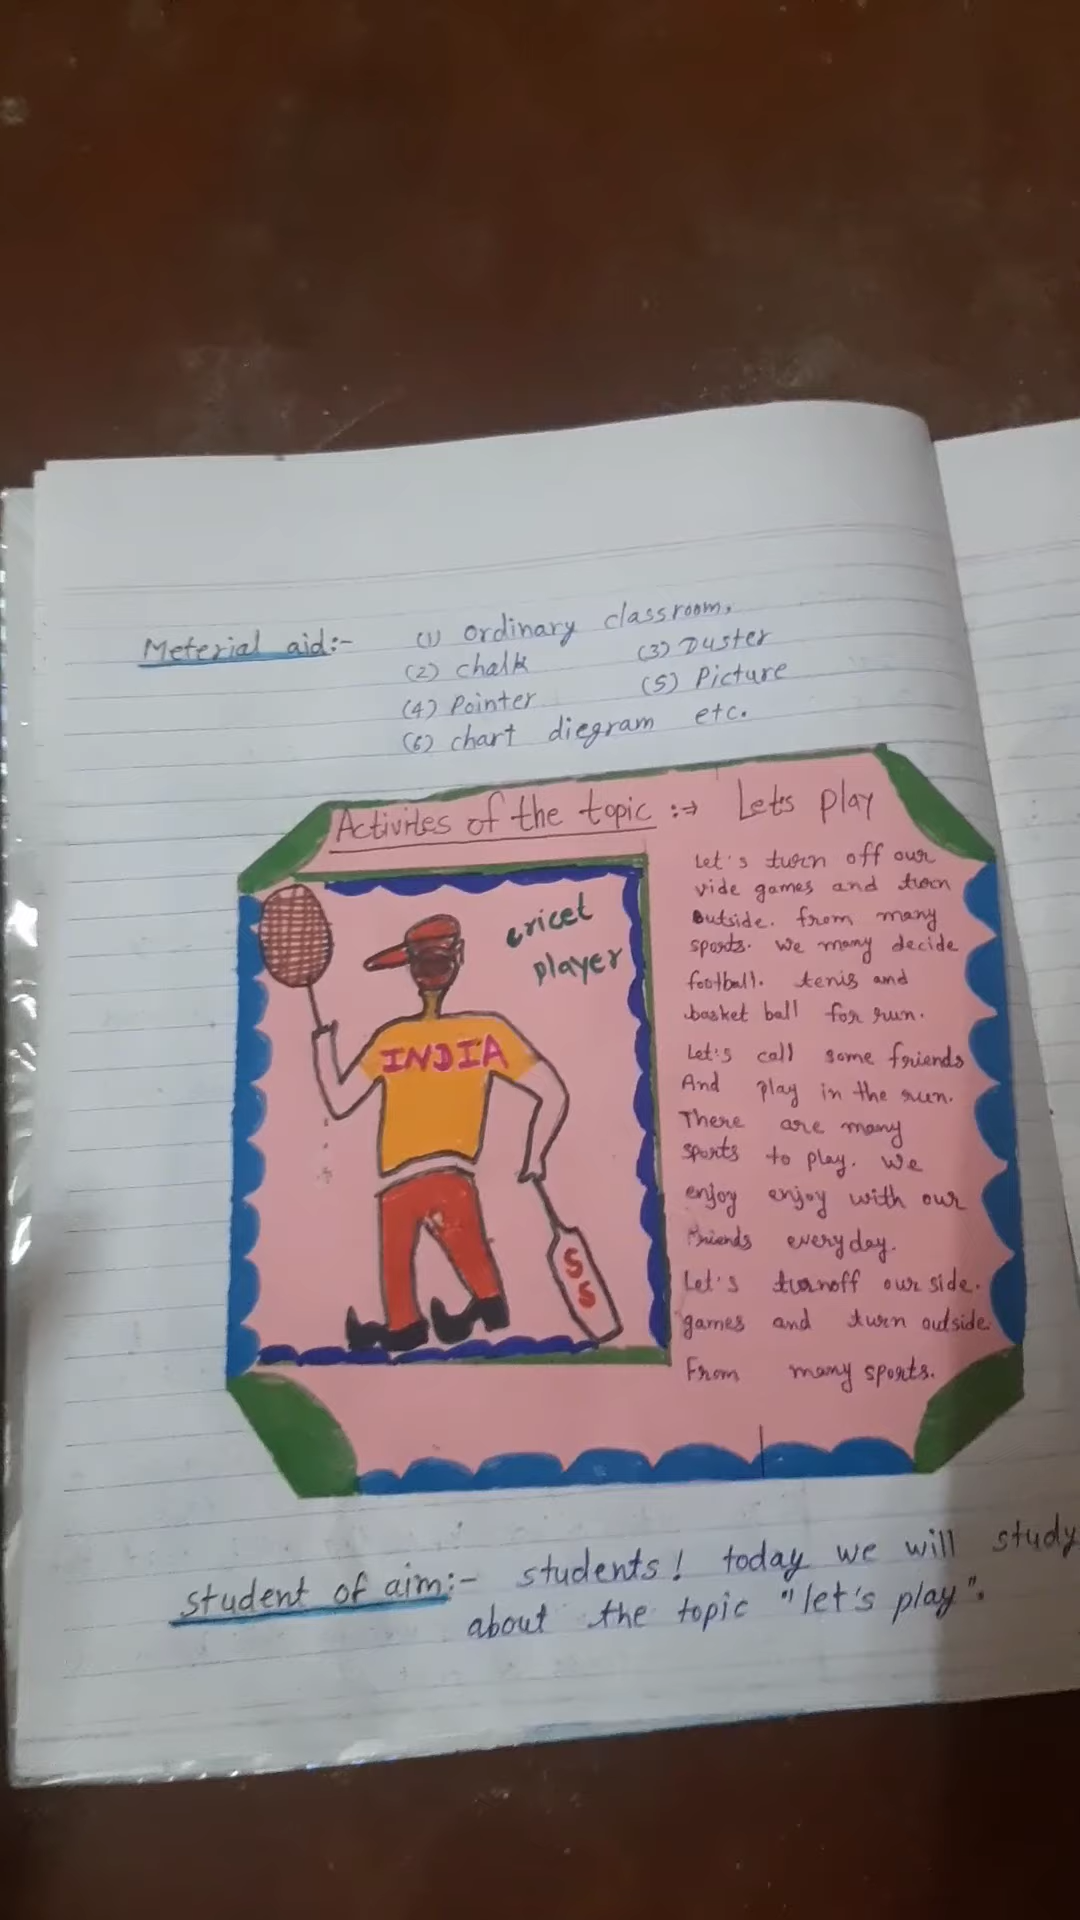 Meterial aid:- (1) ordinary classroom.
(2) chalk (3) Duster
(4) Pointer (5) Picture
(6) chart diegram etc.
Activites of the topic :→ Let's play
cricet
player
INDIA
SS
Let's turn off our
vide games and turn
outside. from many
sports. we many decide
football. tenis and
basket ball for run.
Let's call some friends
And play in the run.
There are many
sports to play. We
enjoy enjoy with our
friends everyday.
Let's turnoff our side.
games and turn outside.
From many sports.
student of aim:- students! today we will study
about the topic "let's play".